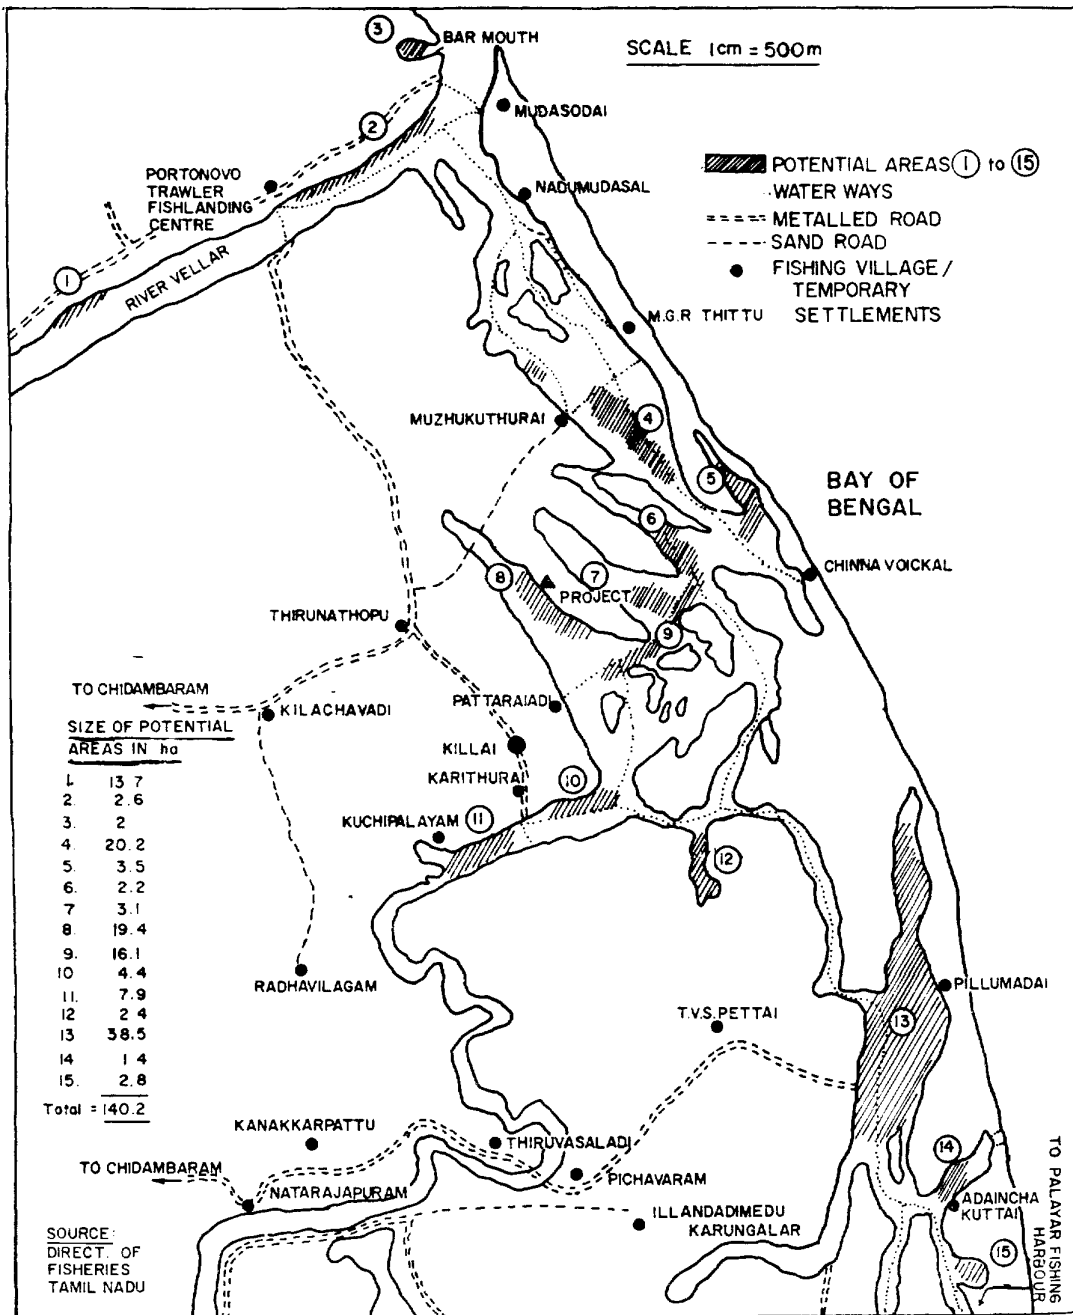 3
BAR MOUTH
SCALE 1cm = 500m
MUDASODAI
2
POTENTIAL AREAS 1 to 15
WATER WAYS
METALLED ROAD
SAND ROAD
FISHING VILLAGE /
TEMPORARY
SETTLEMENTS
PORTONOVO
TRAWLER
FISHLANDING
CENTRE
NADUMUDASAL
1
RIVER VELLAR
M.G.R THITTU
MUZHUKUTHURAI
4
5
BAY OF
BENGAL
6
8
7
PROJECT
CHINNA VOICKAL
THIRUNATHOPU
9
TO CHIDAMBARAM
KILACHAVADI
PATTARAIADI
SIZE OF POTENTIAL
AREAS IN ha
1. 13 7
2. 2.6
3. 2
4. 20.2
5. 3.5
6. 2.2
7 3.1
8. 19.4
9. 16.1
10 4.4
11. 7.9
12 2 4
13 38.5
14 1 4
15. 2.8
Total = 140.2
KILLAI
KARITHURAI
10
KUCHIPALAYAM
11
12
RADHAVILAGAM
PILLUMADAI
T.V.S. PETTAI
13
KANAKKARPATTU
THIRUVASALADI
14
TO CHIDAMBARAM
NATARAJAPURAM
PICHAVARAM
ADAINCHA
KUTTAI
ILLANDADIMEDU
KARUNGALAR
15
TO PALAYAR FISHING
HARBOUR
SOURCE:
DIRECT. OF
FISHERIES
TAMIL NADU